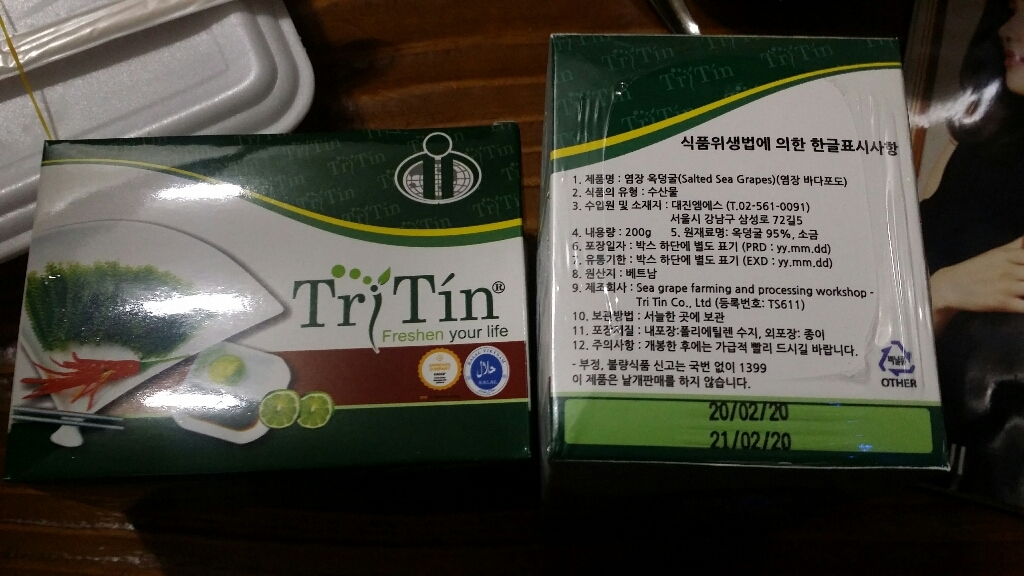 Tri Tín®
Freshen your life
حلال
식품위생법에 의한 한글표시사항
1. 제품명 : 염장 옥덩굴(Salted Sea Grapes)(염장 바다포도)
2. 식품의 유형 : 수산물
3. 수입원 및 소재지 : 대진엠에스 (T.02-561-0091)
서울시 강남구 삼성로 72길5
4. 내용량 : 200g 5. 원재료명: 옥덩굴 95%, 소금
6. 포장일자 : 박스 하단에 별도 표기 (PRD : yy.mm,dd)
7. 유통기한 : 박스 하단에 별도 표기 (EXD : yy.mm,dd)
8. 원산지 : 베트남
9. 제조회사 : Sea grape farming and processing workshop -
Tri Tin Co., Ltd (등록번호: TS611)
10. 보관방법 : 서늘한 곳에 보관
11. 포장재질 : 내포장:폴리에틸렌 수지, 외포장: 종이
12. 주의사항 : 개봉한 후에는 가급적 빨리 드시길 바랍니다.
- 부정, 불량식품 신고는 국번 없이 1399
이 제품은 낱개판매를 하지 않습니다.
OTHER
20/02/20
21/02/20